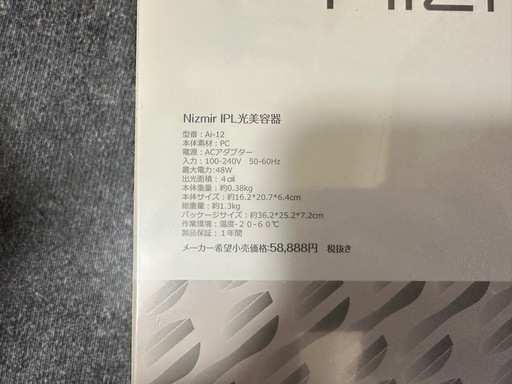 Nizmir IPL光美容器
型番：Ai-12
本体素材：PC
電源：ACアダプター
入力：100-240V 50-60Hz
最大電力:48W
出光面積：４㎠
本体重量：約0.38kg
本体サイズ：約16.2*20.7*6.4cm
総重量：約1.3kg
パッケージサイズ：約36.2*25.2*7.2cm
作業環境：温度-20-60℃
製品保証：１年間
メーカー希望小売価格:58,888円 税抜き